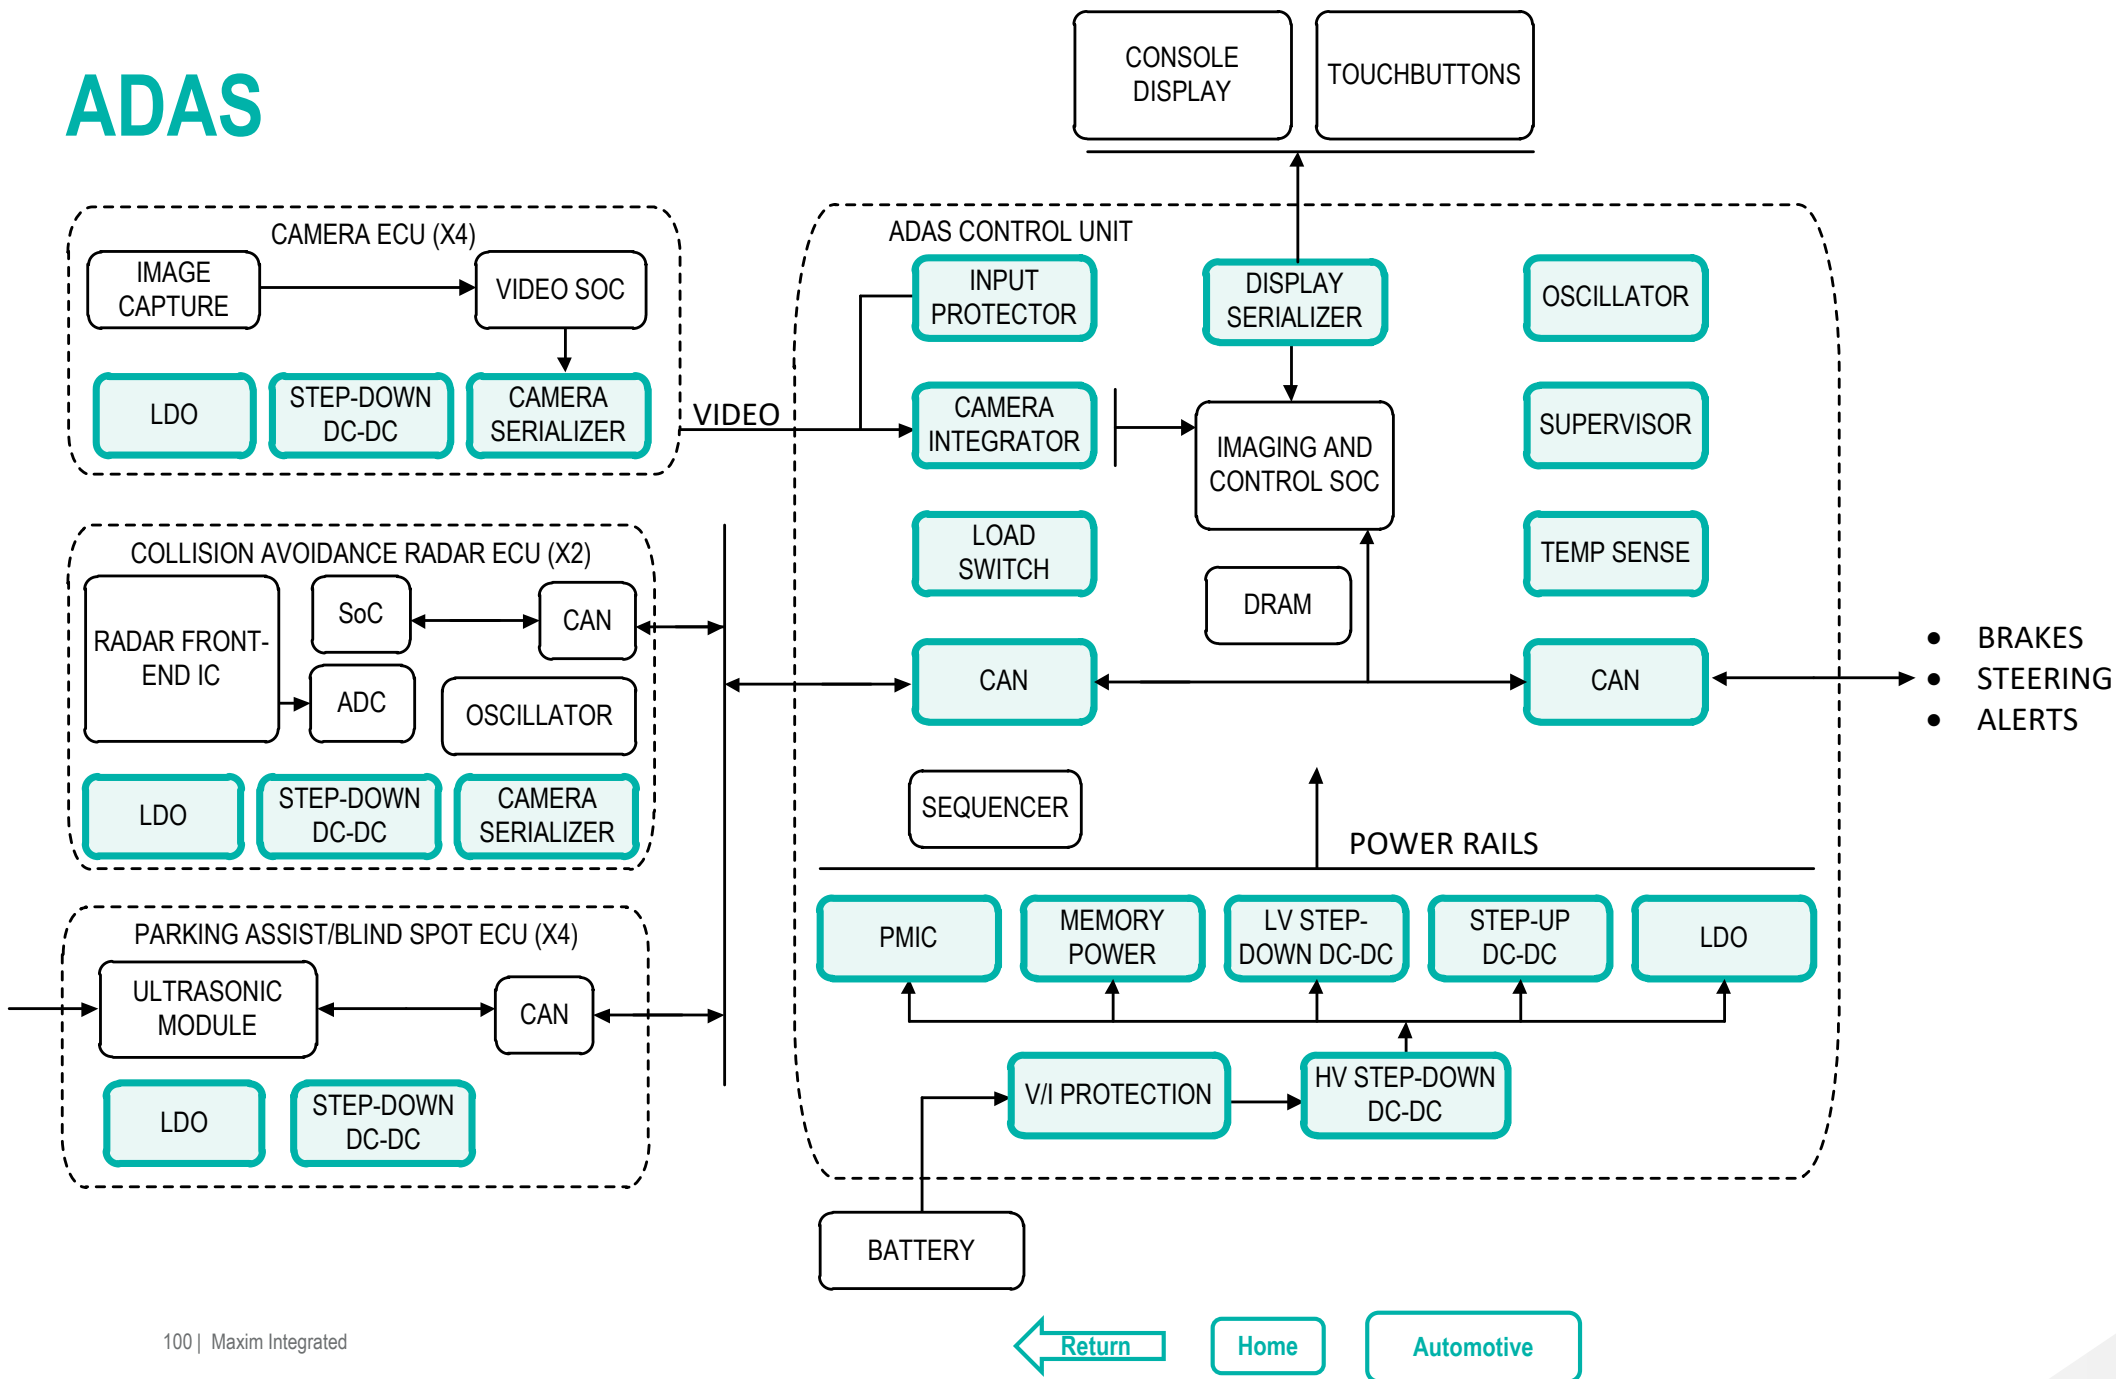 ADAS
CONSOLE
DISPLAY
TOUCHBUTTONS
CAMERA ECU (X4)
IMAGE
CAPTURE
VIDEO SOC
LDO
STEP-DOWN
DC-DC
CAMERA
SERIALIZER
VIDEO
COLLISION AVOIDANCE RADAR ECU (X2)
RADAR FRONT-
END IC
SoC
CAN
ADC
OSCILLATOR
LDO
STEP-DOWN
DC-DC
CAMERA
SERIALIZER
PARKING ASSIST/BLIND SPOT ECU (X4)
ULTRASONIC
MODULE
CAN
LDO
STEP-DOWN
DC-DC
ADAS CONTROL UNIT
INPUT
PROTECTOR
DISPLAY
SERIALIZER
OSCILLATOR
CAMERA
INTEGRATOR
IMAGING AND
CONTROL SOC
SUPERVISOR
LOAD
SWITCH
DRAM
TEMP SENSE
CAN
CAN
• BRAKES
• STEERING
• ALERTS
SEQUENCER
POWER RAILS
PMIC
MEMORY
POWER
LV STEP-
DOWN DC-DC
STEP-UP
DC-DC
LDO
V/I PROTECTION
HV STEP-DOWN
DC-DC
BATTERY
100 | Maxim Integrated
Return
Home
Automotive